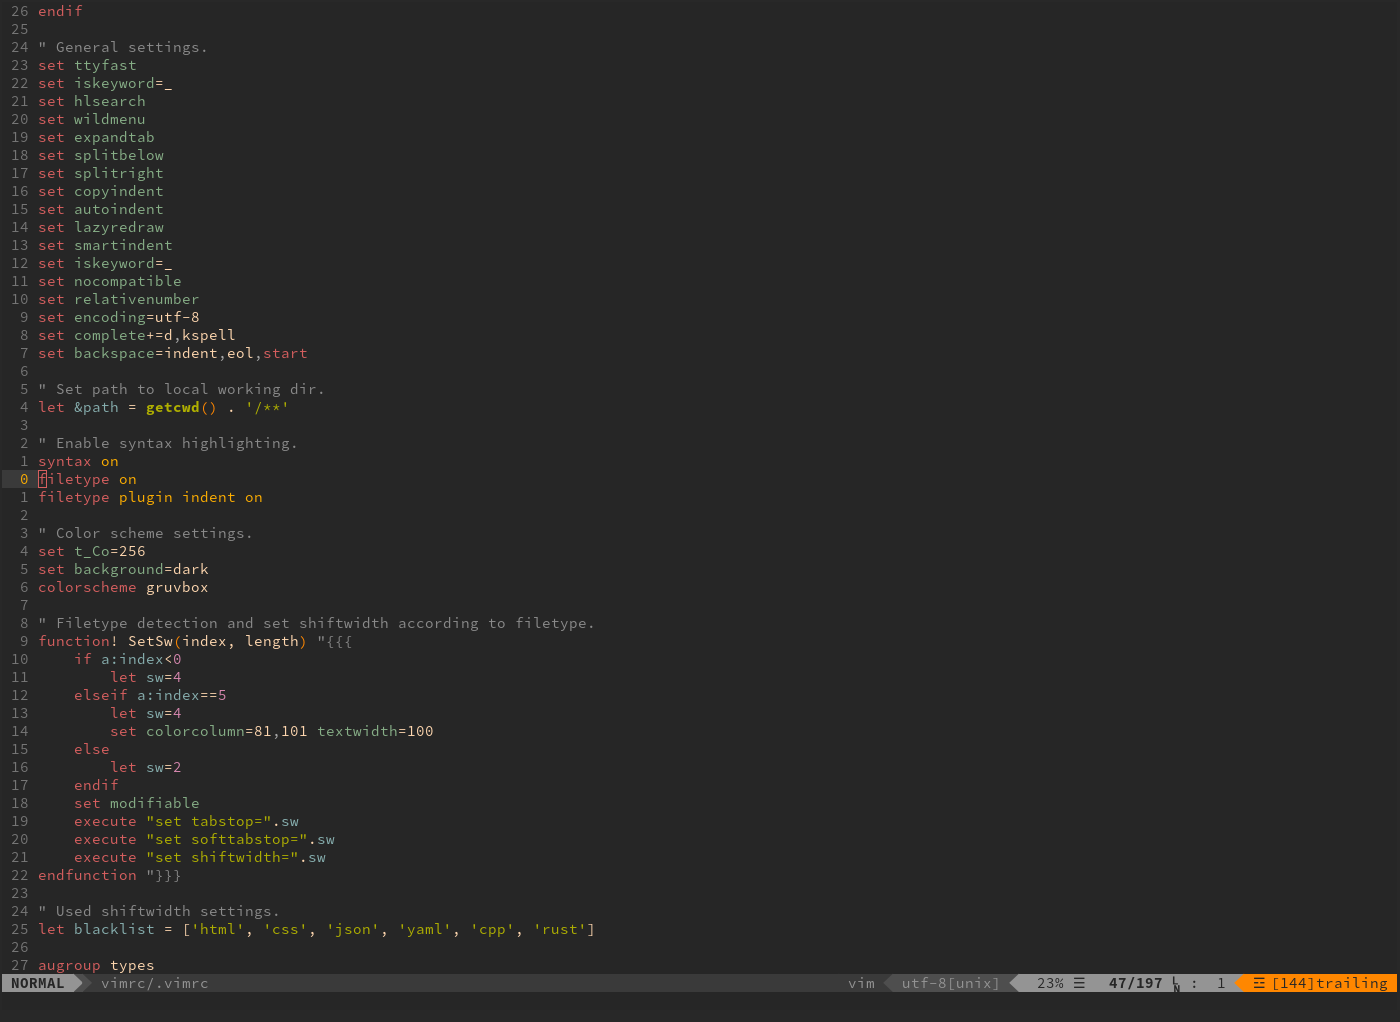 26 endif
25
24 " General settings.
23 set ttyfast
22 set iskeyword=_
21 set hlsearch
20 set wildmenu
19 set expandtab
18 set splitbelow
17 set splitright
16 set copyindent
15 set autoindent
14 set lazyredraw
13 set smartindent
12 set iskeyword=_
11 set nocompatible
10 set relativenumber
9 set encoding=utf-8
8 set complete+=d,kspell
7 set backspace=indent,eol,start
6
5 " Set path to local working dir.
4 let &path = getcwd() . '/**'
3
2 " Enable syntax highlighting.
1 syntax on
0 filetype on
1 filetype plugin indent on
2
3 " Color scheme settings.
4 set t_Co=256
5 set background=dark
6 colorscheme gruvbox
7
8 " Filetype detection and set shiftwidth according to filetype.
9 function! SetSw(index, length) "{{{
10     if a:index<0
11         let sw=4
12     elseif a:index==5
13         let sw=4
14         set colorcolumn=81,101 textwidth=100
15     else
16         let sw=2
17     endif
18     set modifiable
19     execute "set tabstop=".sw
20     execute "set softtabstop=".sw
21     execute "set shiftwidth=".sw
22 endfunction "}}}
23
24 " Used shiftwidth settings.
25 let blacklist = ['html', 'css', 'json', 'yaml', 'cpp', 'rust']
26
27 augroup types
NORMAL vimrc/.vimrc vim utf-8[unix] 23% ☰ 47/197 ␤ : 1 ☲ [144]trailing